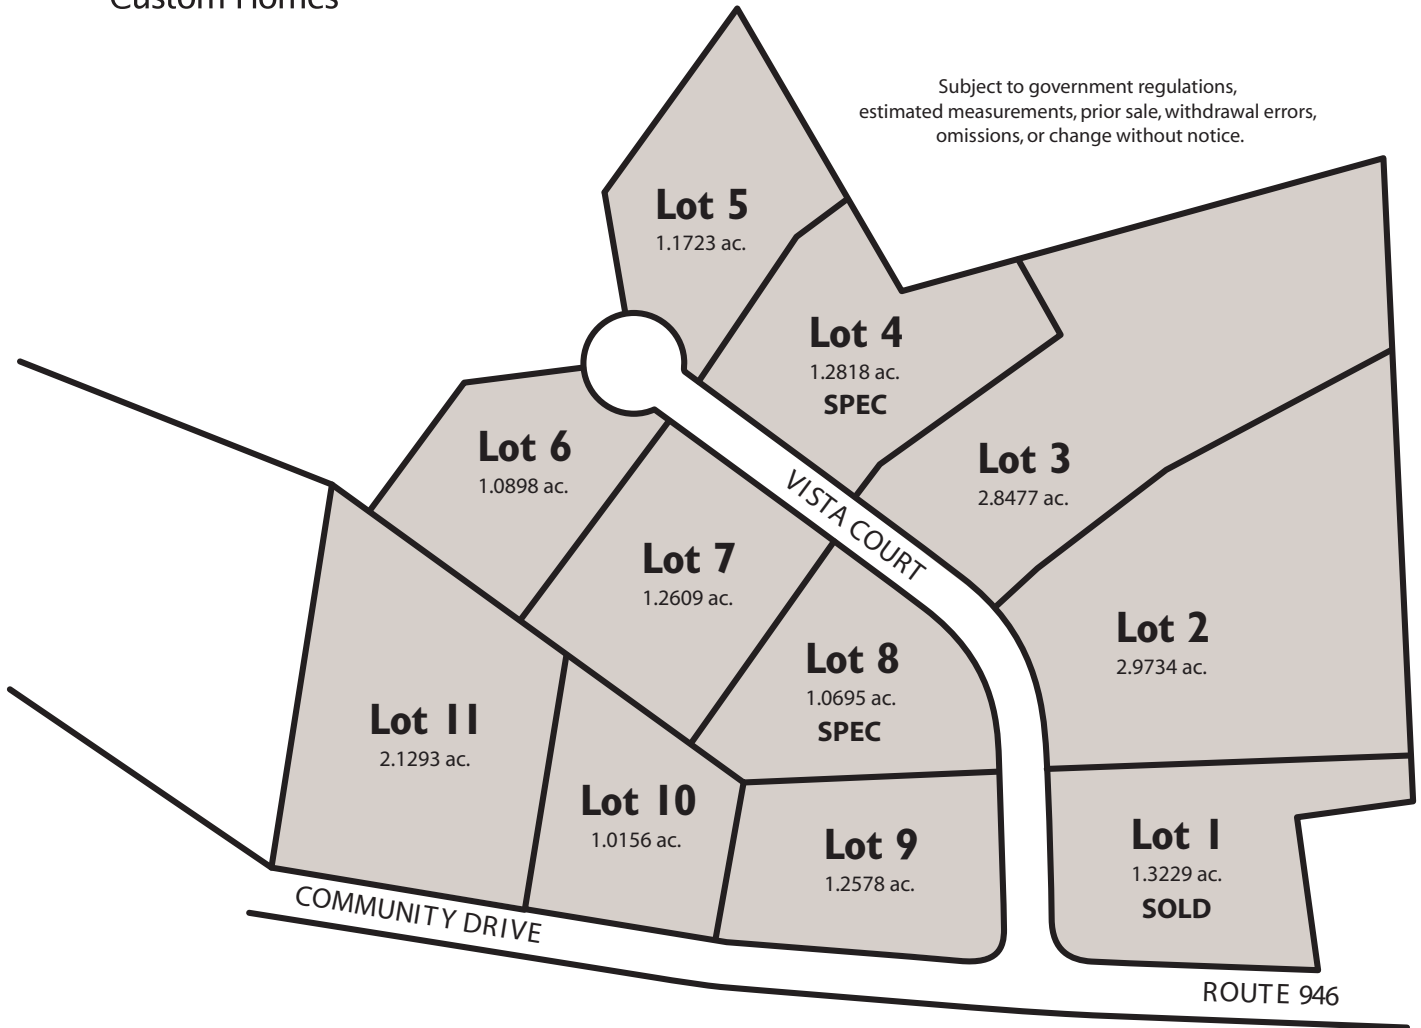 Custom Homes
Subject to government regulations,
estimated measurements, prior sale, withdrawal errors,
omissions, or change without notice.
Lot 5
1.1723 ac.
Lot 4
1.2818 ac.
SPEC
Lot 3
2.8477 ac.
Lot 6
1.0898 ac.
VISTA COURT
Lot 7
1.2609 ac.
Lot 2
2.9734 ac.
Lot 8
1.0695 ac.
SPEC
Lot 11
2.1293 ac.
Lot 10
1.0156 ac.
Lot 9
1.2578 ac.
Lot 1
1.3229 ac.
SOLD
COMMUNITY DRIVE
ROUTE 946